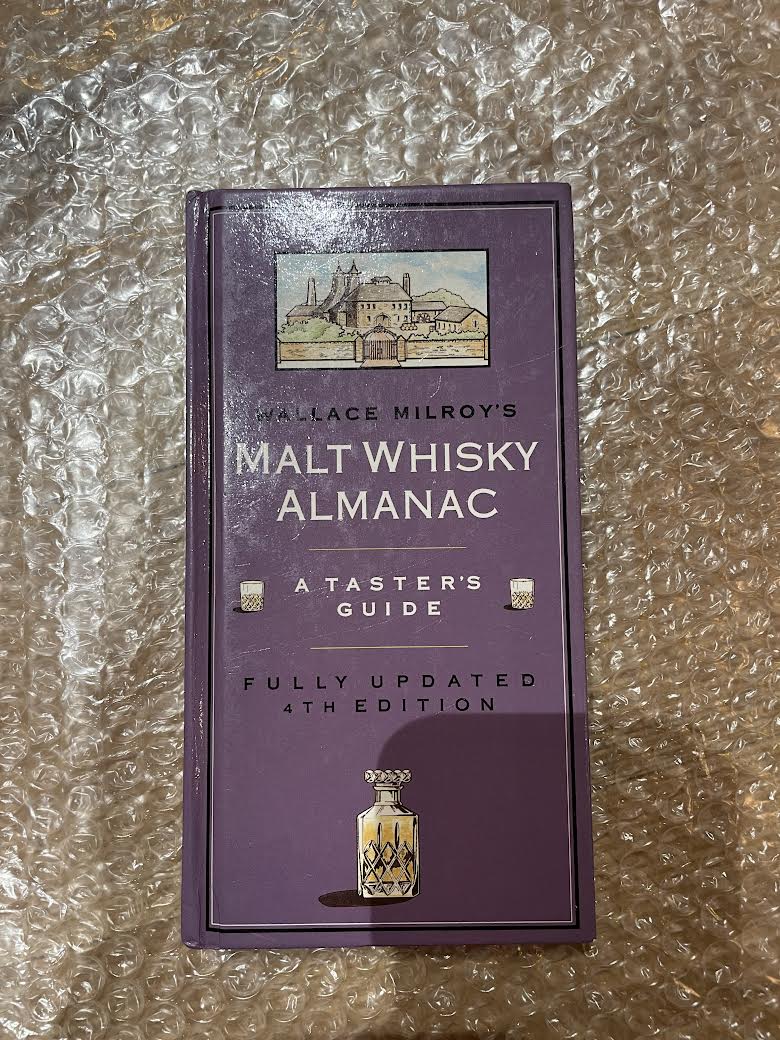 WALLACE MILROY'S
MALT WHISKY
ALMANAC
A TASTER'S
GUIDE
FULLY UPDATED
4TH EDITION